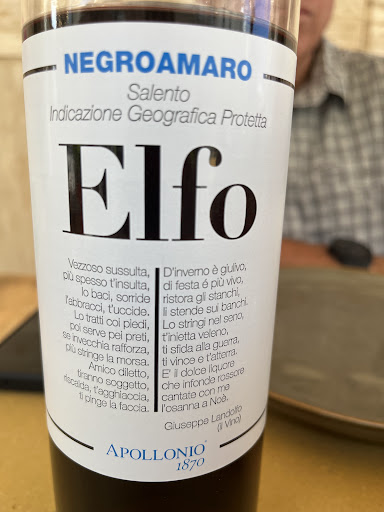 NEGROAMARO
Salento
Indicazione Geografica Protetta
Elfo
Vezzoso sussulta,
più spesso t'insulta,
lo baci, sorride
l'abbracci, t'uccide.
Lo tratti coi piedi,
poi serve pei preti,
se invecchia rafforza,
più stringe la morsa.
Amico diletto,
tiranno soggetto,
riscalda, t'agghiaccia,
ti pinge la faccia.
D'inverno è giulivo,
di festa é più vivo,
ristora gli stanchi,
li stende sui banchi.
Lo stringi nel seno,
t'inietta veleno,
ti sfida alla guerra,
ti vince e t'atterra.
E' il dolce liquore
che infonde rossore
cantate con me
l'osanna a Noè.
Giuseppe Landolfo
(il Vino)
APOLLONIO
1870